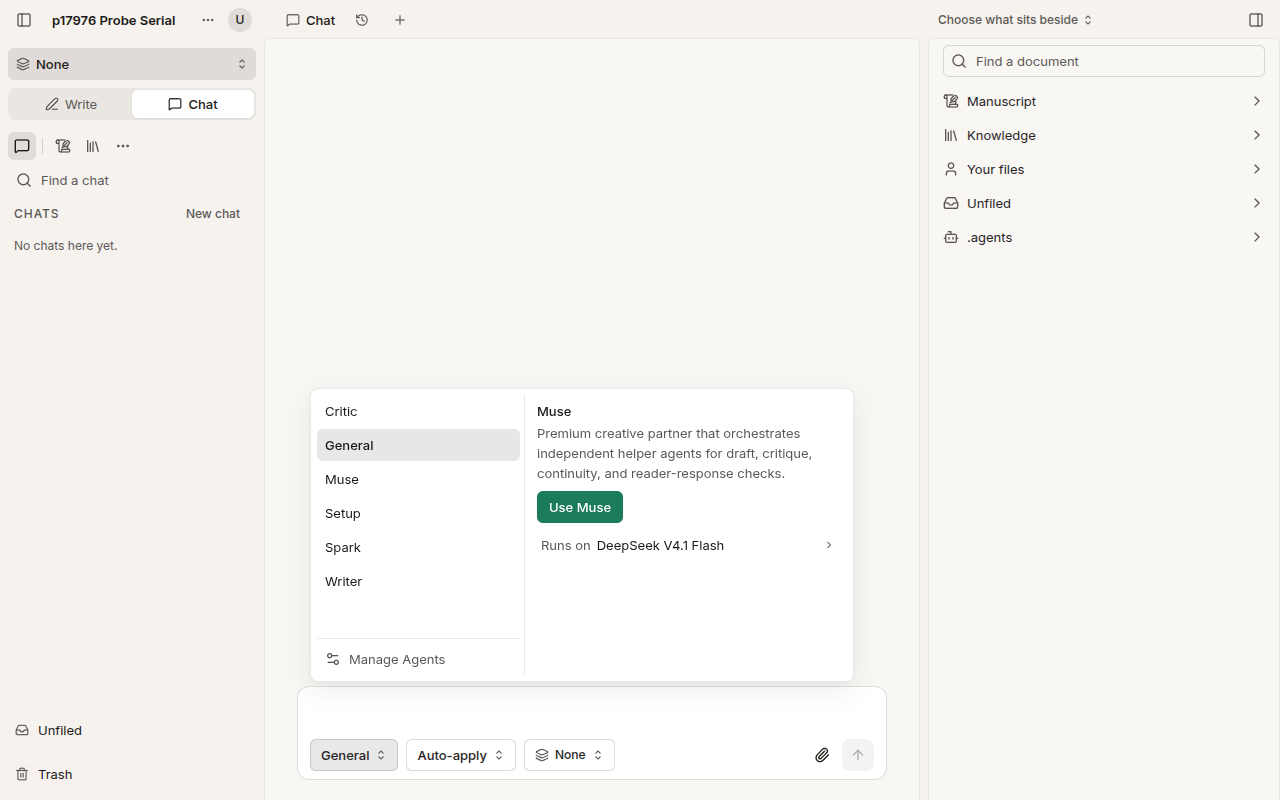 p17976 Probe Serial
U
None
Write
Chat
Find a chat
CHATS
New chat
No chats here yet.
Unfiled
Trash
Chat
Critic
General
Muse
Setup
Spark
Writer
Manage Agents
Muse
Premium creative partner that orchestrates
independent helper agents for draft, critique,
continuity, and reader-response checks.
Use Muse
Runs on DeepSeek V4.1 Flash
General
Auto-apply
None
Choose what sits beside
Find a document
Manuscript
Knowledge
Your files
Unfiled
.agents